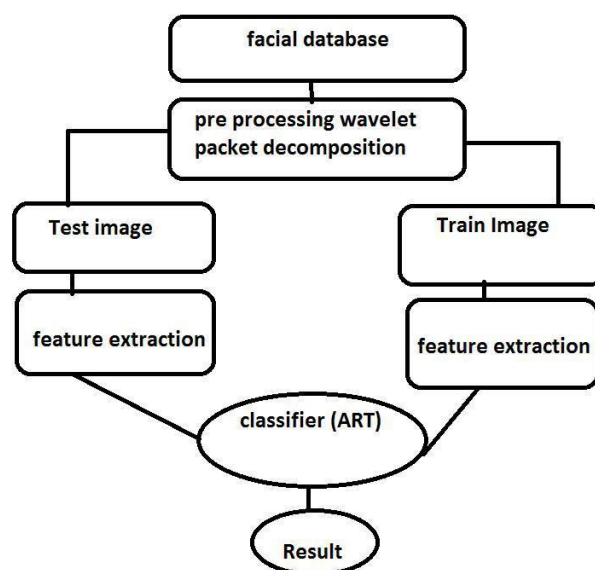 facial database
pre processing wavelet
packet decomposition
Test image
Train Image
feature extraction
feature extraction
classifier (ART)
Result